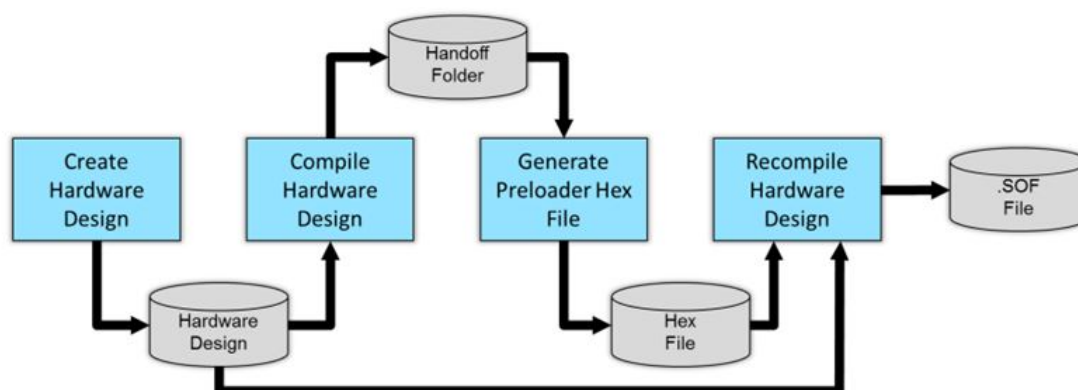 Handoff
Folder
Create
Hardware
Design
Compile
Hardware
Design
Generate
Preloader Hex
File
Recompile
Hardware
Design
.SOF
File
Hardware
Design
Hex
File